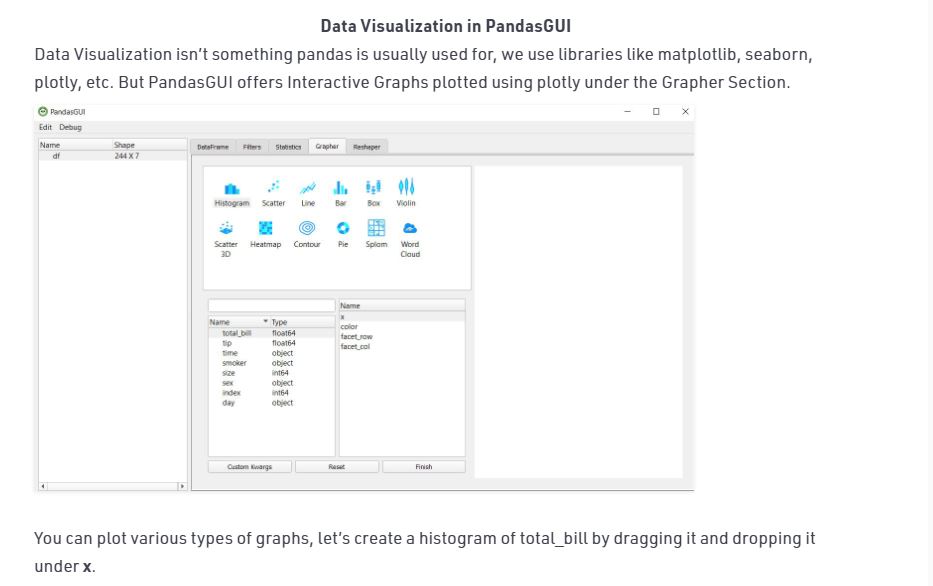 Data Visualization in PandasGUI
Data Visualization isn't something pandas is usually used for, we use libraries like matplotlib, seaborn,
plotly, etc. But PandasGUI offers Interactive Graphs plotted using plotly under the Grapher Section.
PandasGUI
Edit Debug
Name Shape
df 244 X 7
DataFrame Filters Statistics Grapher Reshaper
Histogram Scatter Line Bar Box Violin
Scatter 3D Heatmap Contour Pie Splom Word Cloud
Name Type
total_bill float64
tip float64
time object
smoker object
size int64
sex object
index int64
day object
Name
x
color
facet_row
facet_col
Custom Kwargs Reset Finish
You can plot various types of graphs, let's create a histogram of total_bill by dragging it and dropping it
under x.